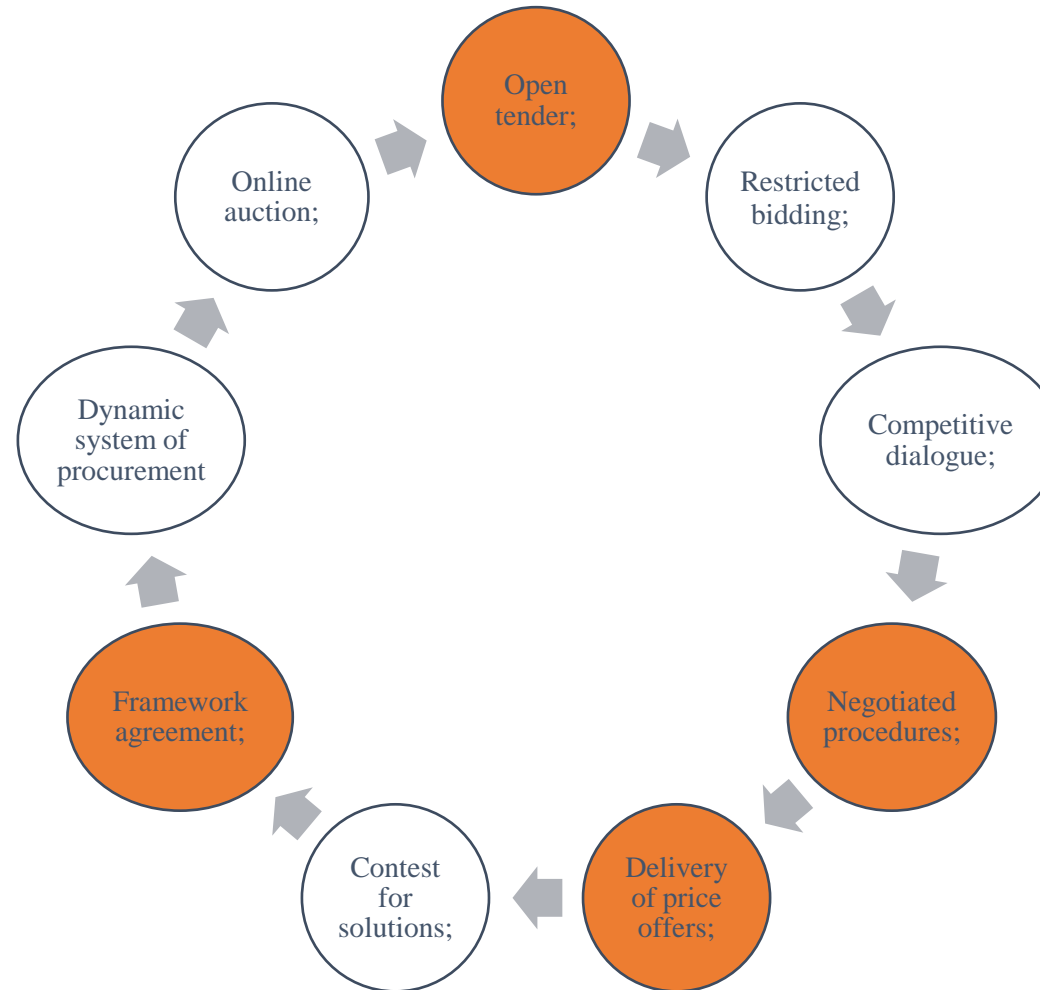 Open
tender;
Restricted
bidding;
Competitive
dialogue;
Negotiated
procedures;
Delivery
of price
offers;
Contest
for
solutions;
Framework
agreement;
Dynamic
system of
procurement
Online
auction;